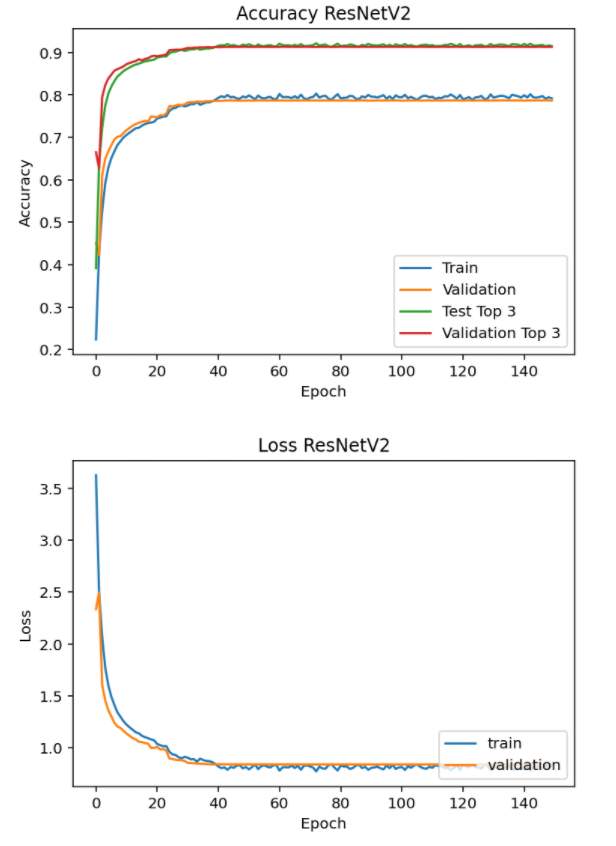 Accuracy ResNetV2
0.9
0.8
0.7
0.6
0.5
0.4
0.3
0.2
Accuracy
Train
Validation
Test Top 3
Validation Top 3
0 20 40 60 80 100 120 140
Epoch
Loss ResNetV2
3.5
3.0
2.5
2.0
1.5
1.0
Loss
train
validation
0 20 40 60 80 100 120 140
Epoch